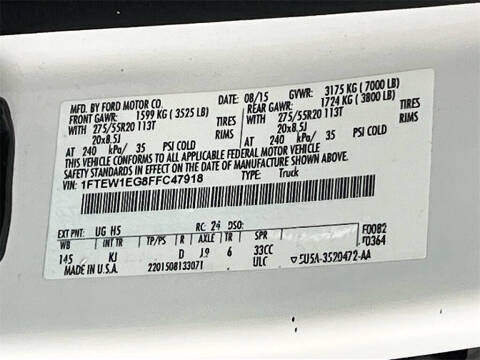 MFD. BY FORD MOTOR CO. DATE: 08/15 GVWR: 3175 KG ( 7000 LB)
FRONT GAWR: 1599 KG ( 3525 LB) REAR GAWR: 1724 KG ( 3800 LB)
WITH 275/55R20 113T TIRES WITH 275/55R20 113T TIRES
20x8.5J RIMS 20x8.5J RIMS
AT 240 kPa/ 35 PSI COLD AT 240 kPa/ 35 PSI COLD
THIS VEHICLE CONFORMS TO ALL APPLICABLE FEDERAL MOTOR VEHICLE
SAFETY STANDARDS IN EFFECT ON THE DATE OF MANUFACTURE SHOWN ABOVE.
VIN: 1FTEW1EG8FFC47918 TYPE: Truck
EXT PNT: UG H5 RC: 24 DSO: F0082
WB INT TR TP/PS R AXLE TR SPR F0364
145 KJ D 19 6 33CC
MADE IN U.S.A. 2201508133071 ULC 5U5A-3520472-AA